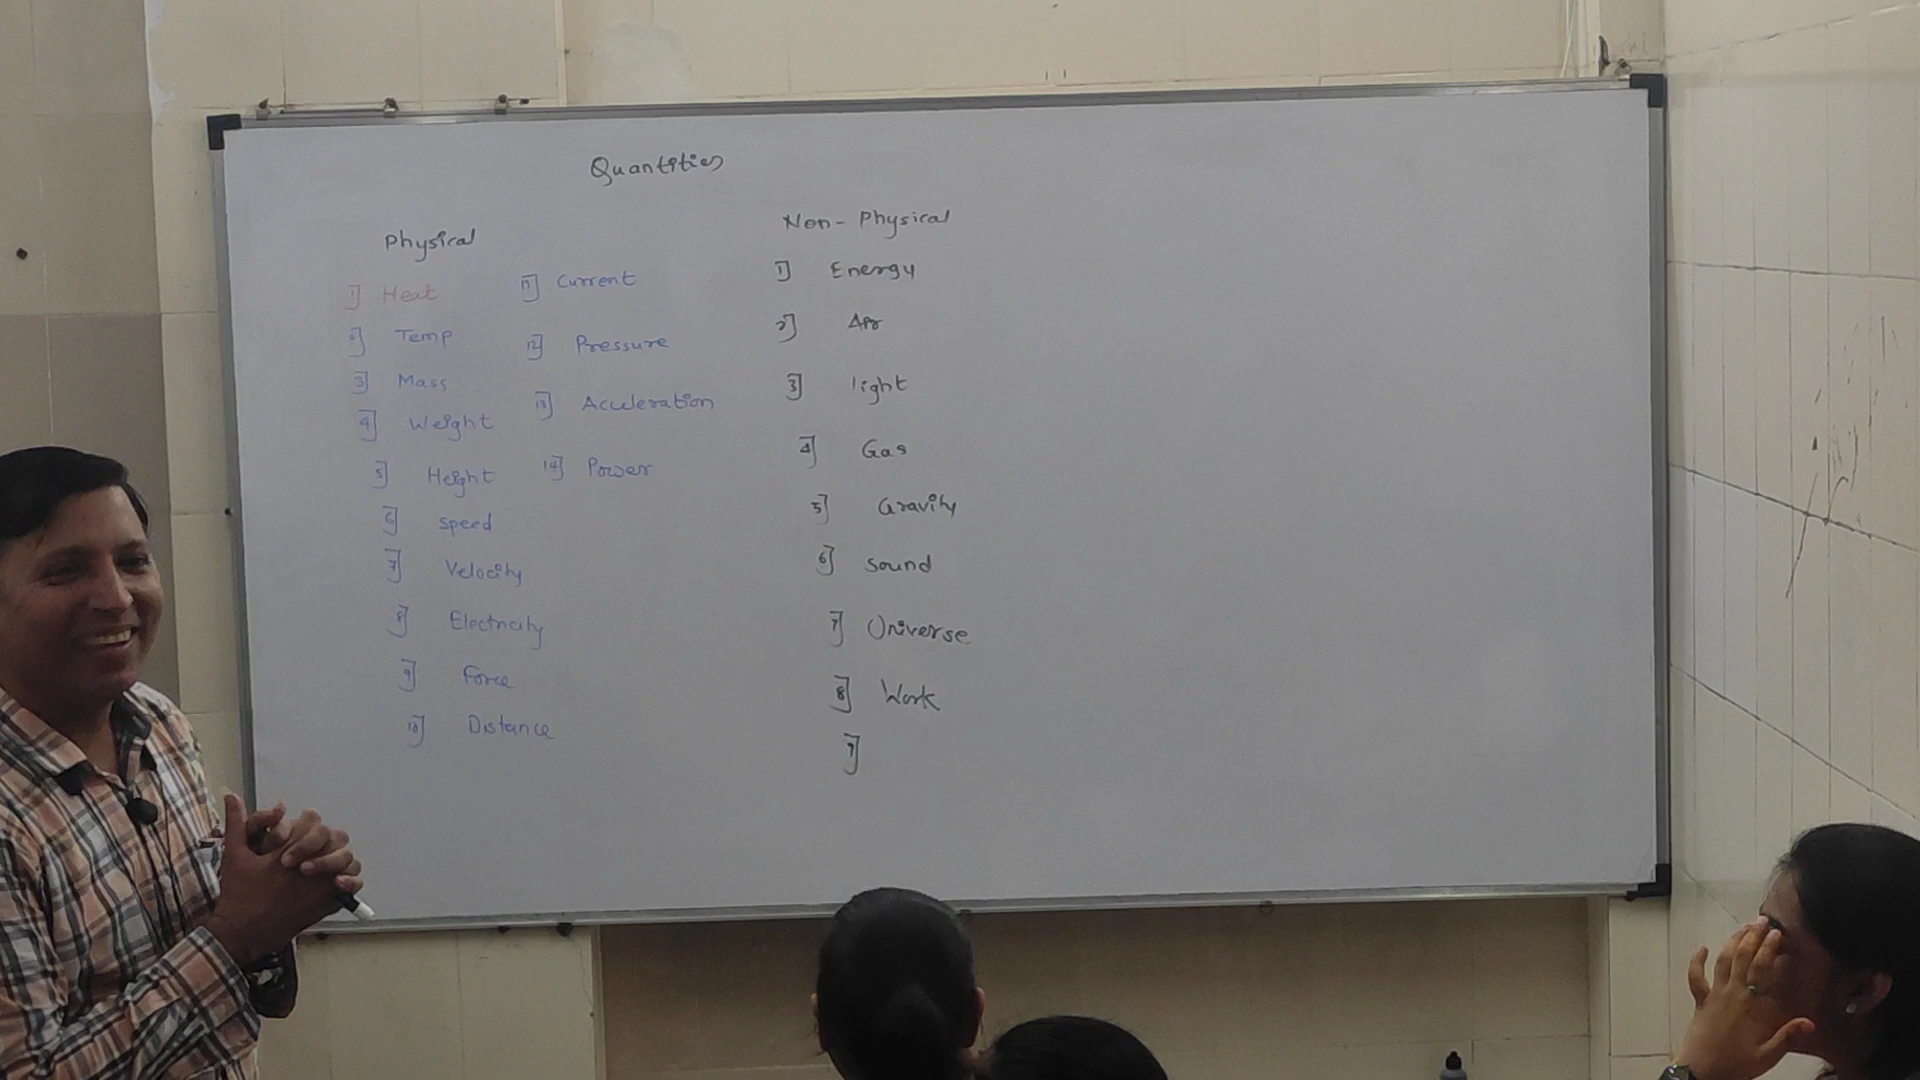 Quantities
Physical
1] Heat
2] Temp
3] Mass
4] Weight
5] Height
6] speed
7] Velocity
8] Electricity
9] Force
10] Distance
11] Current
12] Pressure
13] Acceleration
14] Power
Non - Physical
1] Energy
2] Air
3] light
4] Gas
5] Gravity
6] sound
7] Universe
8] Work
9]